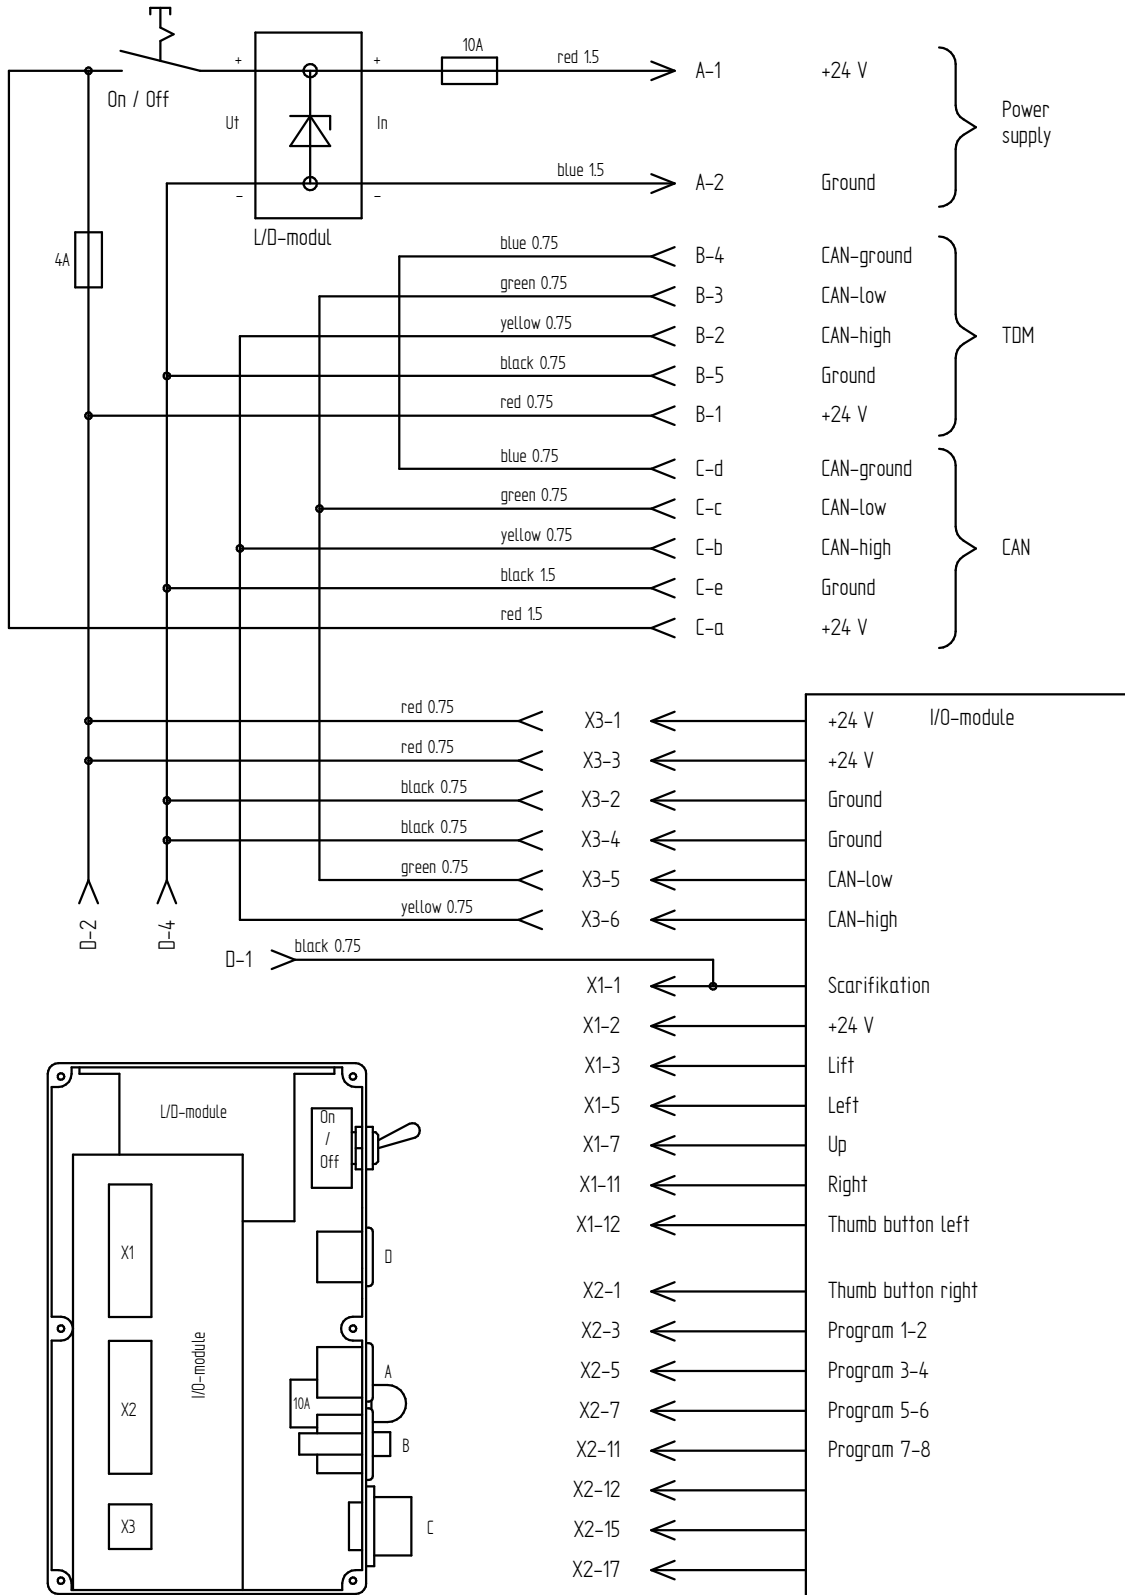 10A
red 1.5
A-1
+24 V
On / Off
+
+
Ut
In
Power
supply
blue 1.5
A-2
Ground
-
-
L/D-modul
4A
blue 0.75
B-4
CAN-ground
green 0.75
B-3
CAN-low
yellow 0.75
B-2
CAN-high
TDM
black 0.75
B-5
Ground
red 0.75
B-1
+24 V
blue 0.75
C-d
CAN-ground
green 0.75
C-c
CAN-low
yellow 0.75
C-b
CAN-high
CAN
black 1.5
C-e
Ground
red 1.5
C-a
+24 V
I/O-module
red 0.75
X3-1
+24 V
red 0.75
X3-3
+24 V
black 0.75
X3-2
Ground
black 0.75
X3-4
Ground
green 0.75
X3-5
CAN-low
yellow 0.75
X3-6
CAN-high
D-2
D-4
D-1
black 0.75
X1-1
Scarifikation
X1-2
+24 V
X1-3
Lift
X1-5
Left
X1-7
Up
X1-11
Right
X1-12
Thumb button left
X2-1
Thumb button right
X2-3
Program 1-2
X2-5
Program 3-4
X2-7
Program 5-6
X2-11
Program 7-8
X2-12
X2-15
X2-17
L/D-module
On
/
Off
X1
D
I/O-module
A
10A
X2
B
X3
C